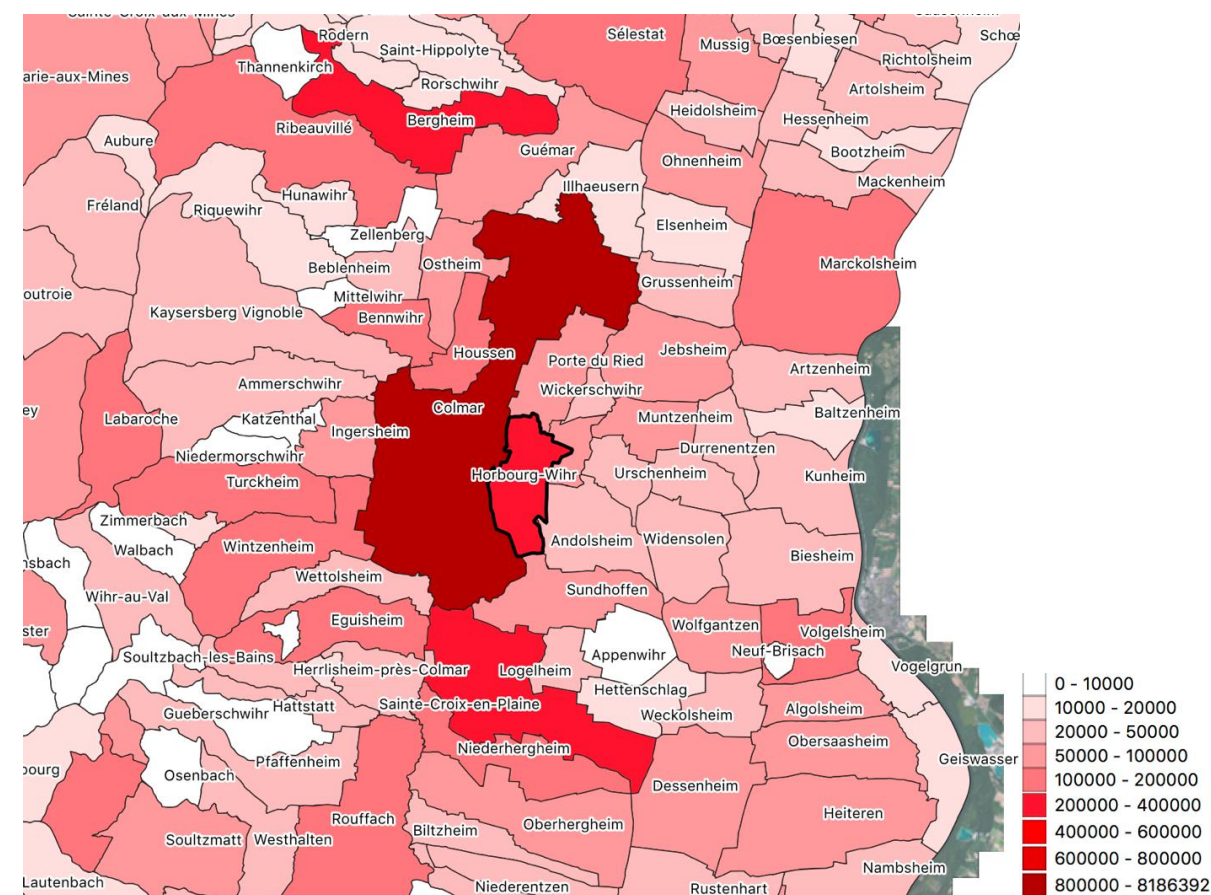 Sainte-Croix-aux-Mines
Rodern
Sélestat
Schœ
Saint-Hippolyte
Mussig
Bœsenbiesen
Thannenkirch
Richtolsheim
arie-aux-Mines
Rorschwihr
Artolsheim
Heidolsheim
Bergheim
Hessenheim
Ribeauvillé
Aubure
Guémar
Bootzheim
Ohnenheim
Mackenheim
Illhaeusern
Hunawihr
Fréland
Riquewihr
Elsenheim
Zellenberg
Marckolsheim
Beblenheim
Ostheim
Grussenheim
outroie
Mittelwihr
Kaysersberg Vignoble
Bennwihr
Houssen
Jebsheim
Porte du Ried
Artzenheim
Ammerschwihr
Wickerschwihr
ey
Colmar
Baltzenheim
Labaroche
Katzenthal
Muntzenheim
Ingersheim
Durrenentzen
Niedermorschwihr
Horbourg-Wihr
Urschenheim
Kunheim
Turckheim
Zimmerbach
Andolsheim
Widensolen
Walbach
Wintzenheim
Biesheim
nsbach
Wettolsheim
Sundhoffen
Wihr-au-Val
Eguisheim
Wolfgantzen
ster
Volgelsheim
Neuf-Brisach
Appenwihr
Soultzbach-les-Bains
Vogelgrun
Herrlisheim-près-Colmar
Logelheim
Hettenschlag
Sainte-Croix-en-Plaine
Hattstatt
Gueberschwihr
Weckolsheim
Algolsheim
Obersaasheim
Niederhergheim
Pfaffenheim
Geiswasser
bourg
Osenbach
Dessenheim
Rouffach
Heiteren
Oberhergheim
Biltzheim
Soultzmatt
Westhalten
Nambsheim
Lautenbach
Niederentzen
Rustenhart
0 - 10000
10000 - 20000
20000 - 50000
50000 - 100000
100000 - 200000
200000 - 400000
400000 - 600000
600000 - 800000
800000 - 8186392